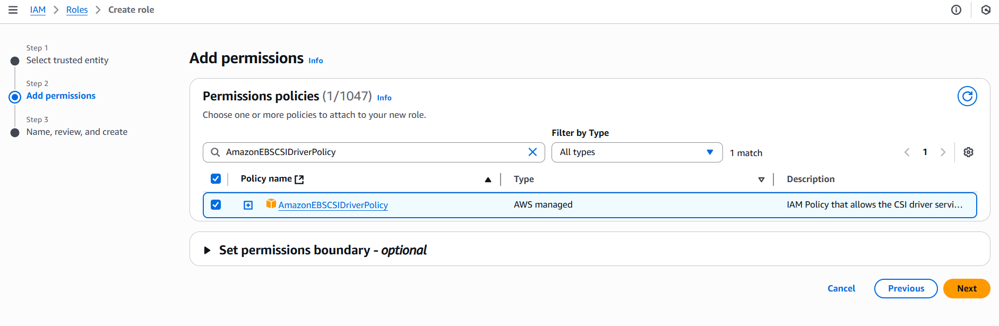 IAM Roles Create role
Step 1
Select trusted entity
Step 2
Add permissions
Step 3
Name, review, and create
Add permissions Info
Permissions policies (1/1047) Info
Choose one or more policies to attach to your new role.
Filter by Type
AmazonEBSCSIDriverPolicy All types 1 match 1
Policy name Type Description
AmazonEBSCSIDriverPolicy AWS managed IAM Policy that allows the CSI driver servi...
Set permissions boundary - optional
Cancel Previous Next